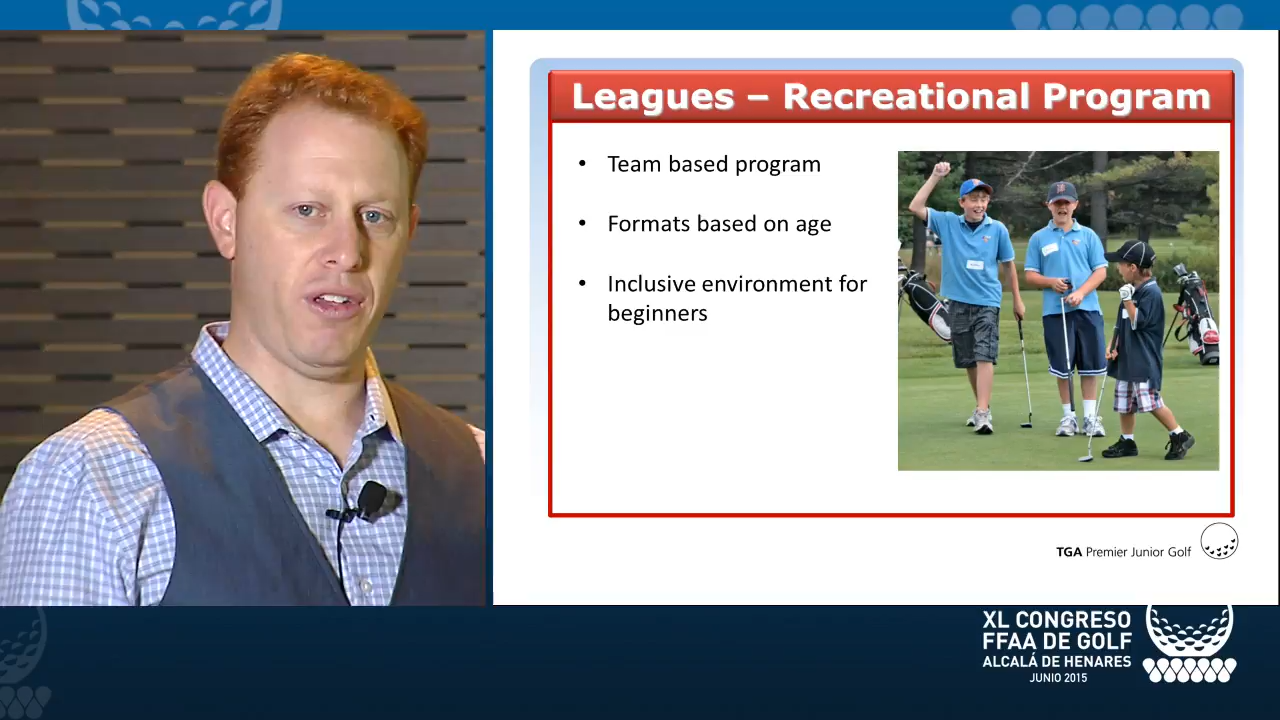 Leagues – Recreational Program
• Team based program
• Formats based on age
• Inclusive environment for
beginners
TGA Premier Junior Golf
XL CONGRESO
FFAA DE GOLF
ALCALÁ DE HENARES
JUNIO 2015